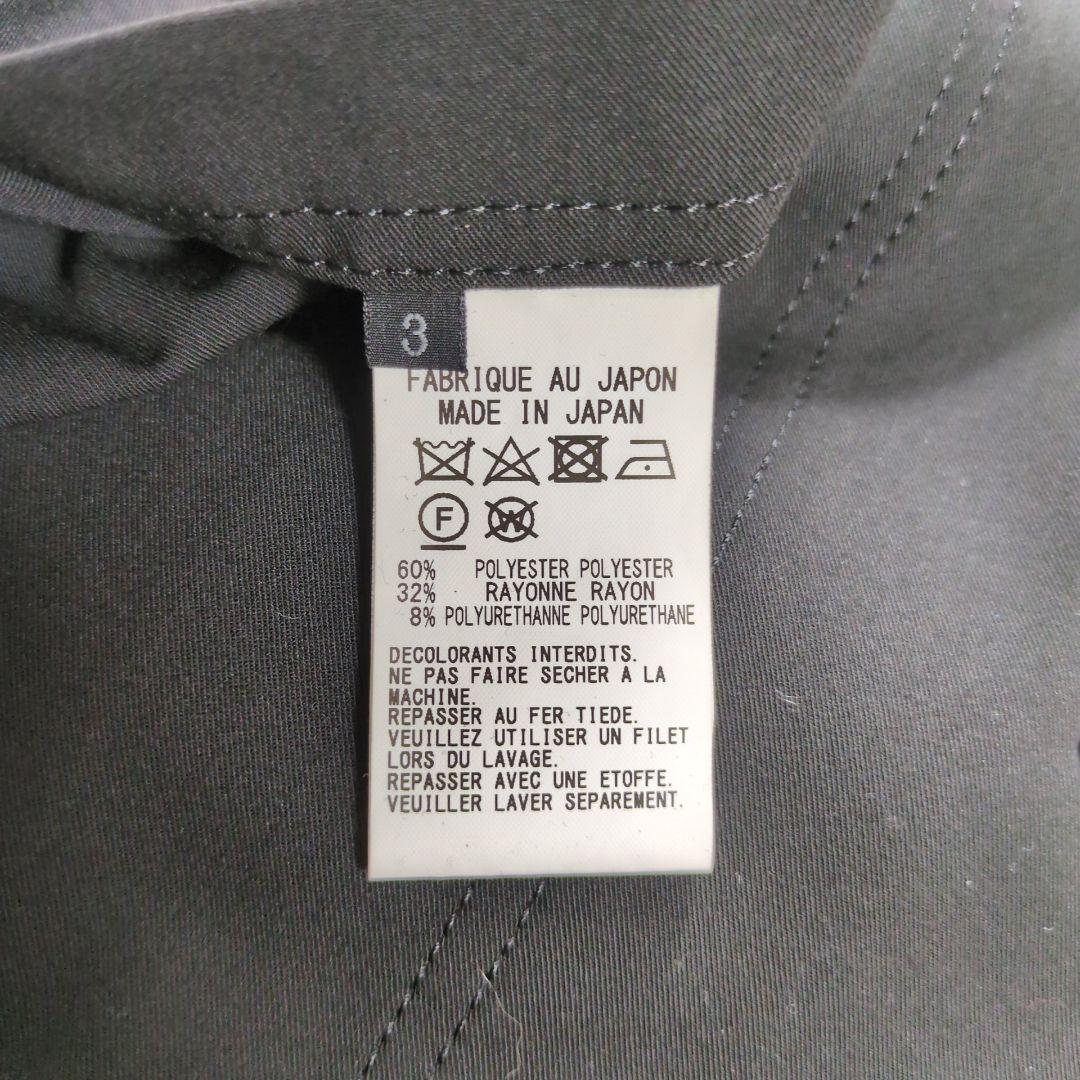 3
FABRIQUE AU JAPON
MADE IN JAPAN
F W
60% POLYESTER POLYESTER
32% RAYONNE RAYON
8% POLYURETHANNE POLYURETHANE
DECOLORANTS INTERDITS.
NE PAS FAIRE SECHER A LA
MACHINE.
REPASSER AU FER TIEDE.
VEUILLEZ UTILISER UN FILET
LORS DU LAVAGE.
REPASSER AVEC UNE ETOFFE.
VEUILLER LAVER SEPAREMENT.